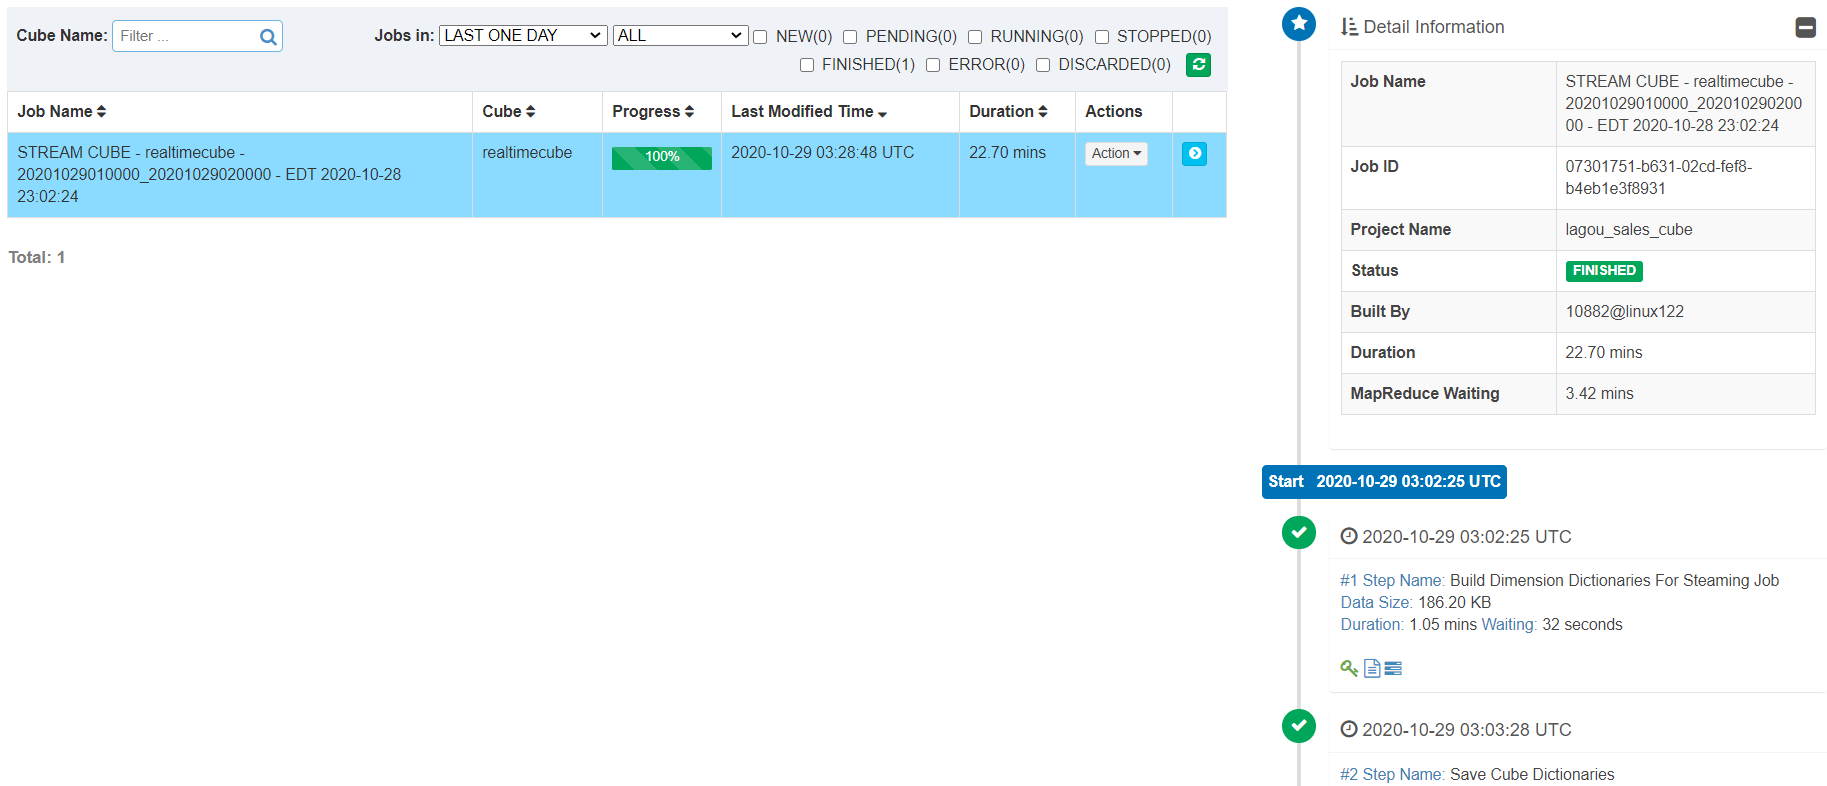 Cube Name: Filter ... Jobs in: LAST ONE DAY ALL NEW(0) PENDING(0) RUNNING(0) STOPPED(0)
FINISHED(1) ERROR(0) DISCARDED(0)
Job Name Cube Progress Last Modified Time Duration Actions
STREAM CUBE - realtimecube -
20201029010000_20201029020000 - EDT 2020-10-28
23:02:24
realtimecube
100%
2020-10-29 03:28:48 UTC
22.70 mins
Action
Total: 1
Detail Information
Job Name
STREAM CUBE - realtimecube -
20201029010000_202010290200
00 - EDT 2020-10-28 23:02:24
Job ID
07301751-b631-02cd-fef8-
b4eb1e3f8931
Project Name lagou_sales_cube
Status FINISHED
Built By 10882@linux122
Duration 22.70 mins
MapReduce Waiting 3.42 mins
Start 2020-10-29 03:02:25 UTC
2020-10-29 03:02:25 UTC
#1 Step Name: Build Dimension Dictionaries For Steaming Job
Data Size: 186.20 KB
Duration: 1.05 mins Waiting: 32 seconds
2020-10-29 03:03:28 UTC
#2 Step Name: Save Cube Dictionaries